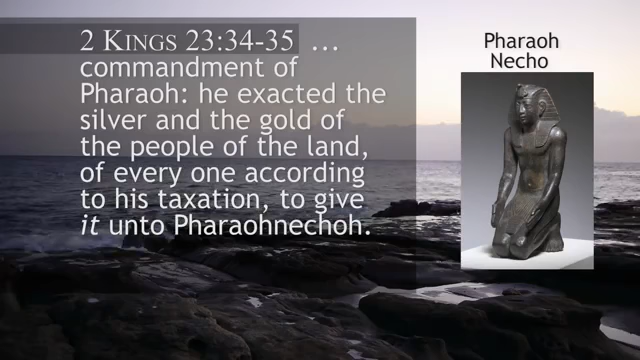 2 KINGS 23:34-35 ...
commandment of
Pharaoh: he exacted the
silver and the gold of
the people of the land,
of every one according
to his taxation, to give
it unto Pharaohnechoh.
Pharaoh
Necho